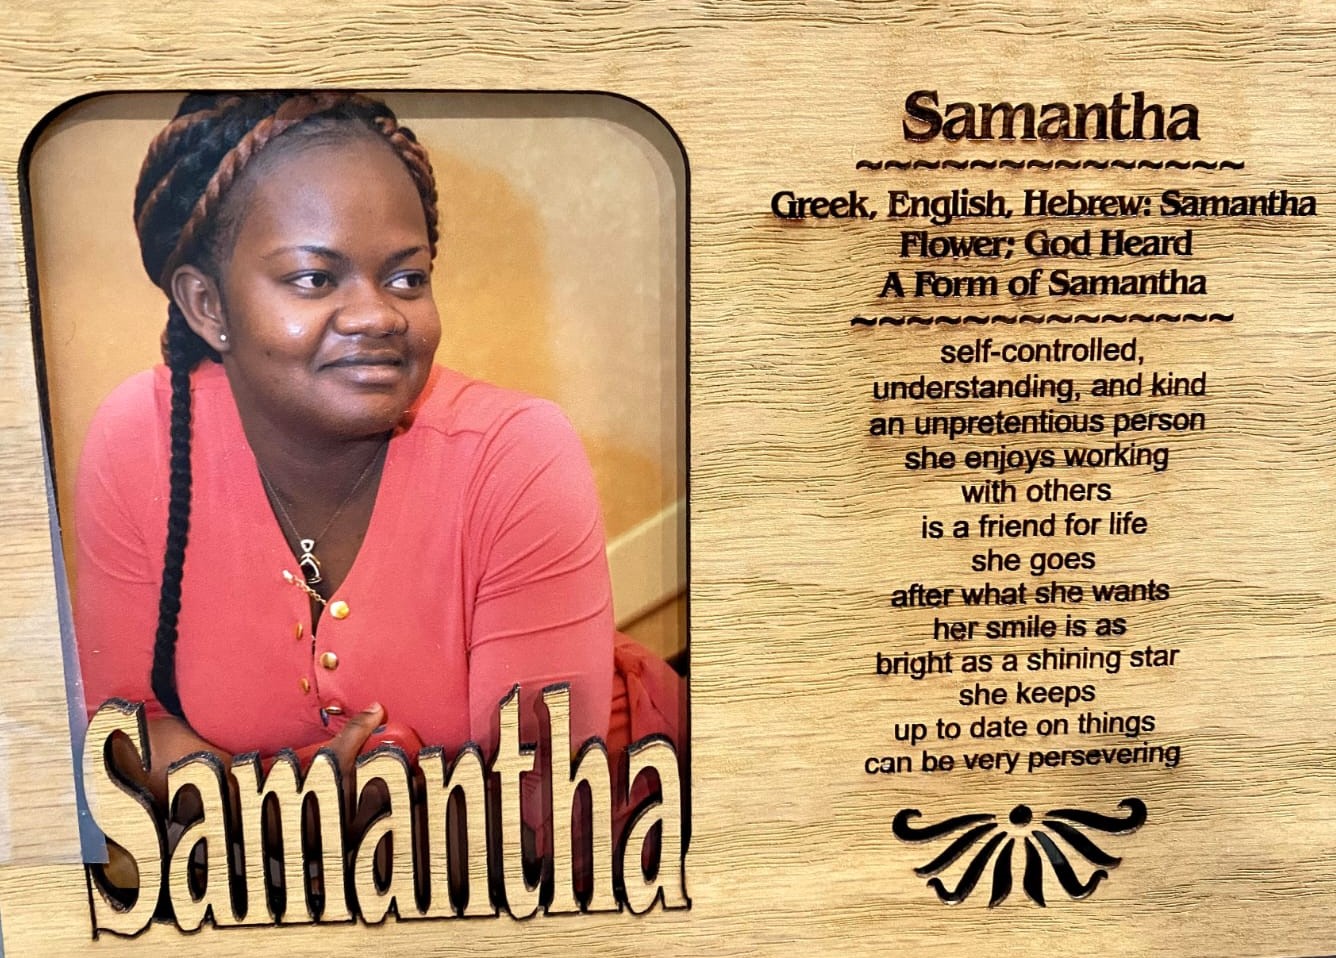 Samantha
Greek, English, Hebrew: Samantha
Flower; God Heard
A Form of Samantha
self-controlled,
understanding, and kind
an unpretentious person
she enjoys working
with others
is a friend for life
she goes
after what she wants
her smile is as
bright as a shining star
she keeps
up to date on things
can be very persevering
Samantha